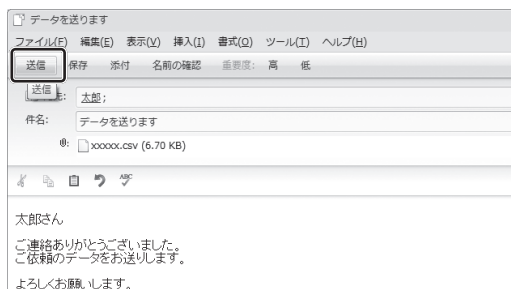 データを送ります
ファイル(F) 編集(E) 表示(V) 挿入(I) 書式(O) ツール(T) ヘルプ(H)
送信 保存 添付 名前の確認 重要度: 高 低
送信 太郎;
件名: データを送ります
xxxxx.csv (6.70 KB)
ABC
太郎さん
ご連絡ありがとうございました。
ご依頼のデータをお送りします。
よろしくお願いします。